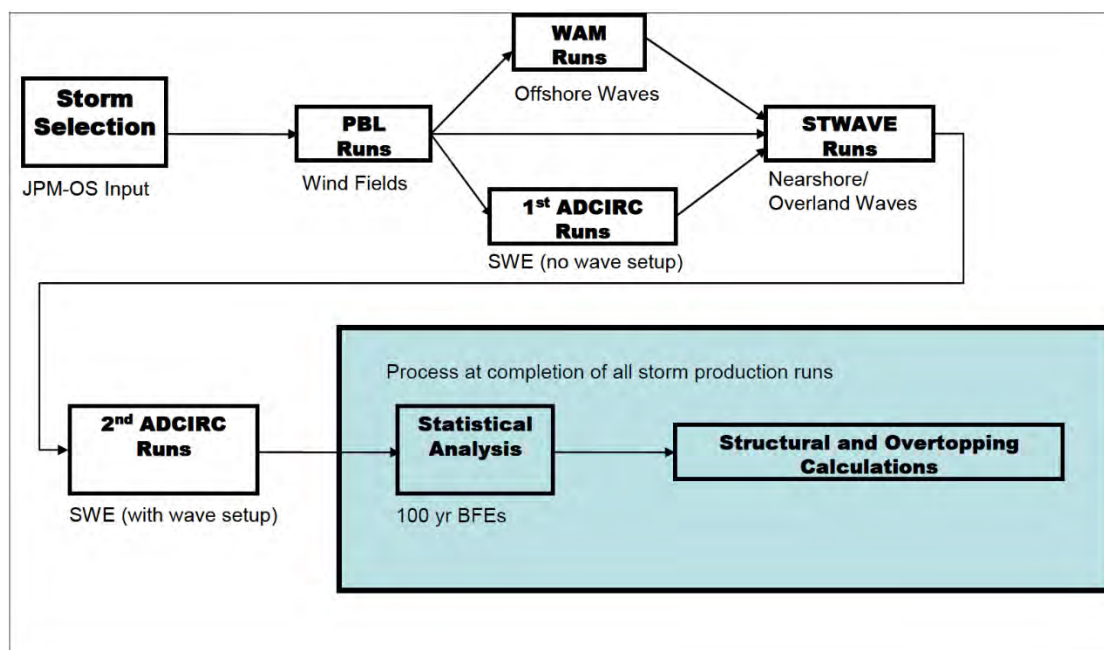 Storm
Selection
JPM-OS Input
PBL
Runs
Wind Fields
WAM
Runs
Offshore Waves
1st ADCIRC
Runs
SWE (no wave setup)
STWAVE
Runs
Nearshore/
Overland Waves
Process at completion of all storm production runs
2nd ADCIRC
Runs
SWE (with wave setup)
Statistical
Analysis
100 yr BFEs
Structural and Overtopping
Calculations